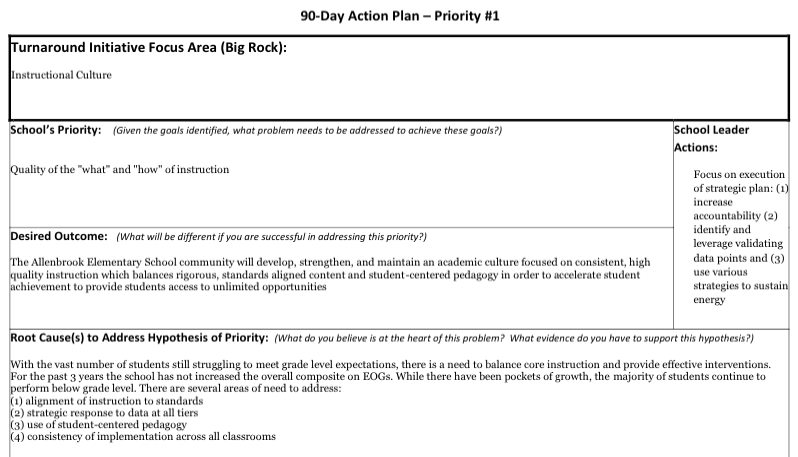 90-Day Action Plan – Priority #1
Turnaround Initiative Focus Area (Big Rock):
Instructional Culture
School's Priority: (Given the goals identified, what problem needs to be addressed to achieve these goals?)
Quality of the "what" and "how" of instruction
School Leader
Actions:
Focus on execution
of strategic plan: (1)
increase
accountability (2)
identify and
leverage validating
data points and (3)
use various
strategies to sustain
energy
Desired Outcome: (What will be different if you are successful in addressing this priority?)
The Allenbrook Elementary School community will develop, strengthen, and maintain an academic culture focused on consistent, high
quality instruction which balances rigorous, standards aligned content and student-centered pedagogy in order to accelerate student
achievement to provide students access to unlimited opportunities
Root Cause(s) to Address Hypothesis of Priority: (What do you believe is at the heart of this problem? What evidence do you have to support this hypothesis?)
With the vast number of students still struggling to meet grade level expectations, there is a need to balance core instruction and provide effective interventions.
For the past 3 years the school has not increased the overall composite on EOGs. While there have been pockets of growth, the majority of students continue to
perform below grade level. There are several areas of need to address:
(1) alignment of instruction to standards
(2) strategic response to data at all tiers
(3) use of student-centered pedagogy
(4) consistency of implementation across all classrooms